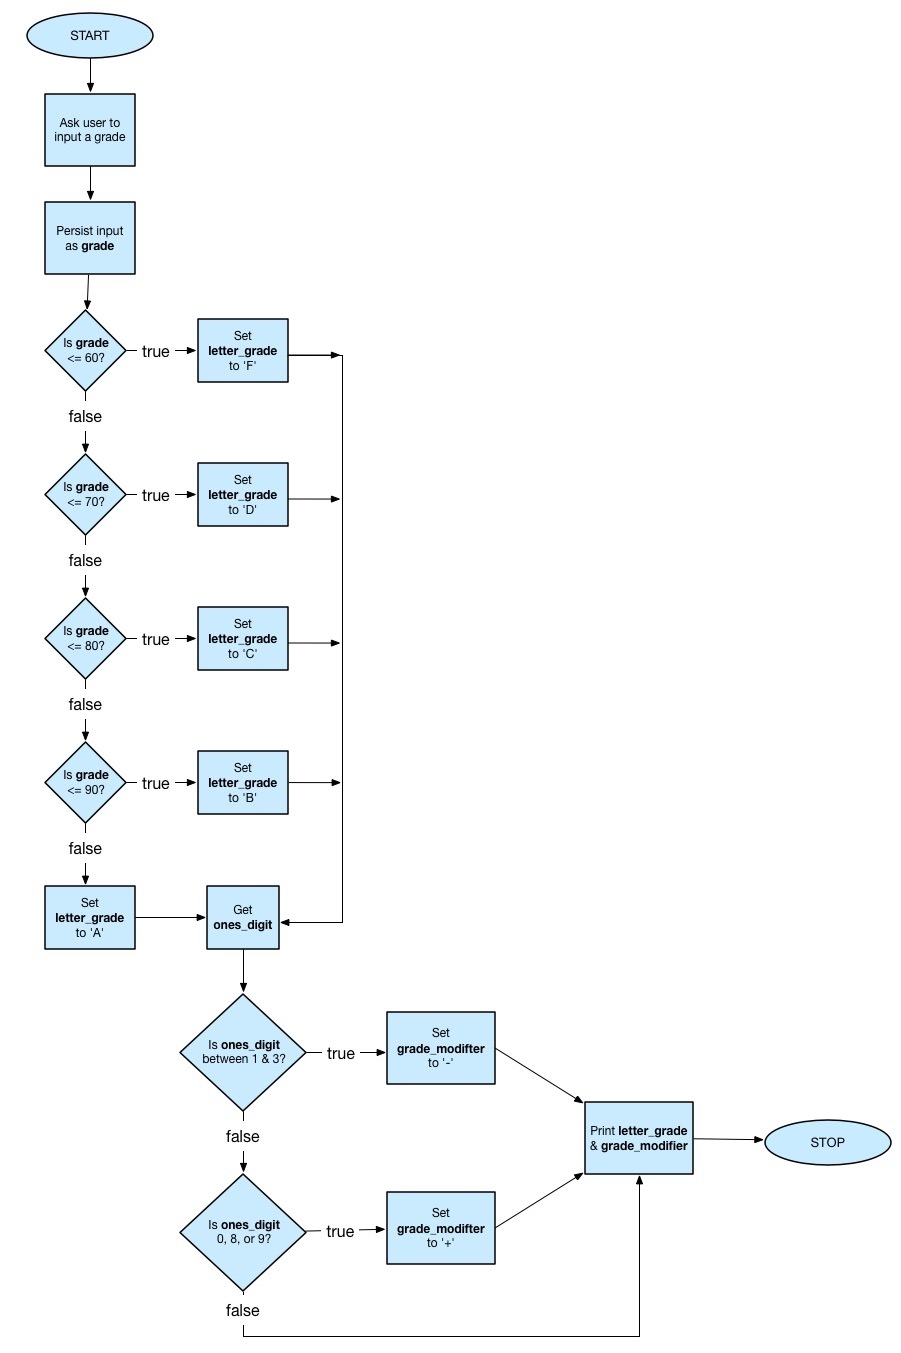 START
Ask user to
input a grade
Persist input
as grade
Is grade
<= 60?
true
Set
letter_grade
to 'F'
false
Is grade
<= 70?
true
Set
letter_grade
to 'D'
false
Is grade
<= 80?
true
Set
letter_grade
to 'C'
false
Is grade
<= 90?
true
Set
letter_grade
to 'B'
false
Set
letter_grade
to 'A'
Get
ones_digit
Is ones_digit
between 1 & 3?
true
Set
grade_modifter
to '-'
false
Is ones_digit
0, 8, or 9?
true
Set
grade_modifter
to '+'
false
Print letter_grade
& grade_modifier
STOP